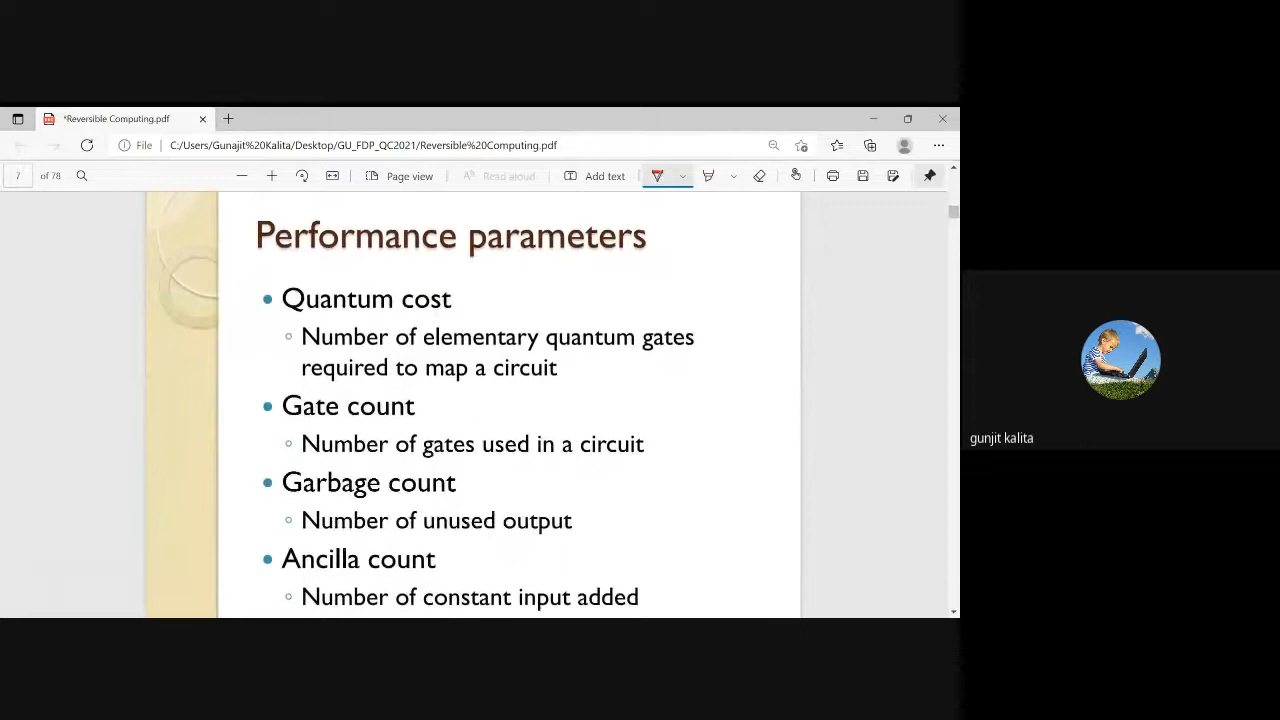 *Reversible Computing.pdf
File C:/Users/Gunajit%20Kalita/Desktop/GU_FDP_QC2021/Reversible%20Computing.pdf
7 of 78 Page view Read aloud Add text
Performance parameters
• Quantum cost
◦ Number of elementary quantum gates
required to map a circuit
• Gate count
◦ Number of gates used in a circuit
• Garbage count
◦ Number of unused output
• Ancilla count
◦ Number of constant input added
gunjit kalita